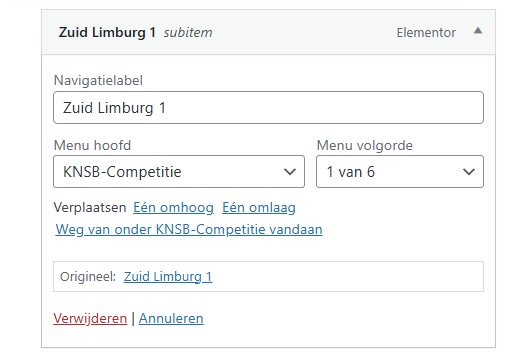 Zuid Limburg 1 subitem Elementor
Navigatielabel
Zuid Limburg 1
Menu hoofd Menu volgorde
KNSB-Competitie 1 van 6
Verplaatsen Eén omhoog Eén omlaag
Weg van onder KNSB-Competitie vandaan
Origineel: Zuid Limburg 1
Verwijderen | Annuleren